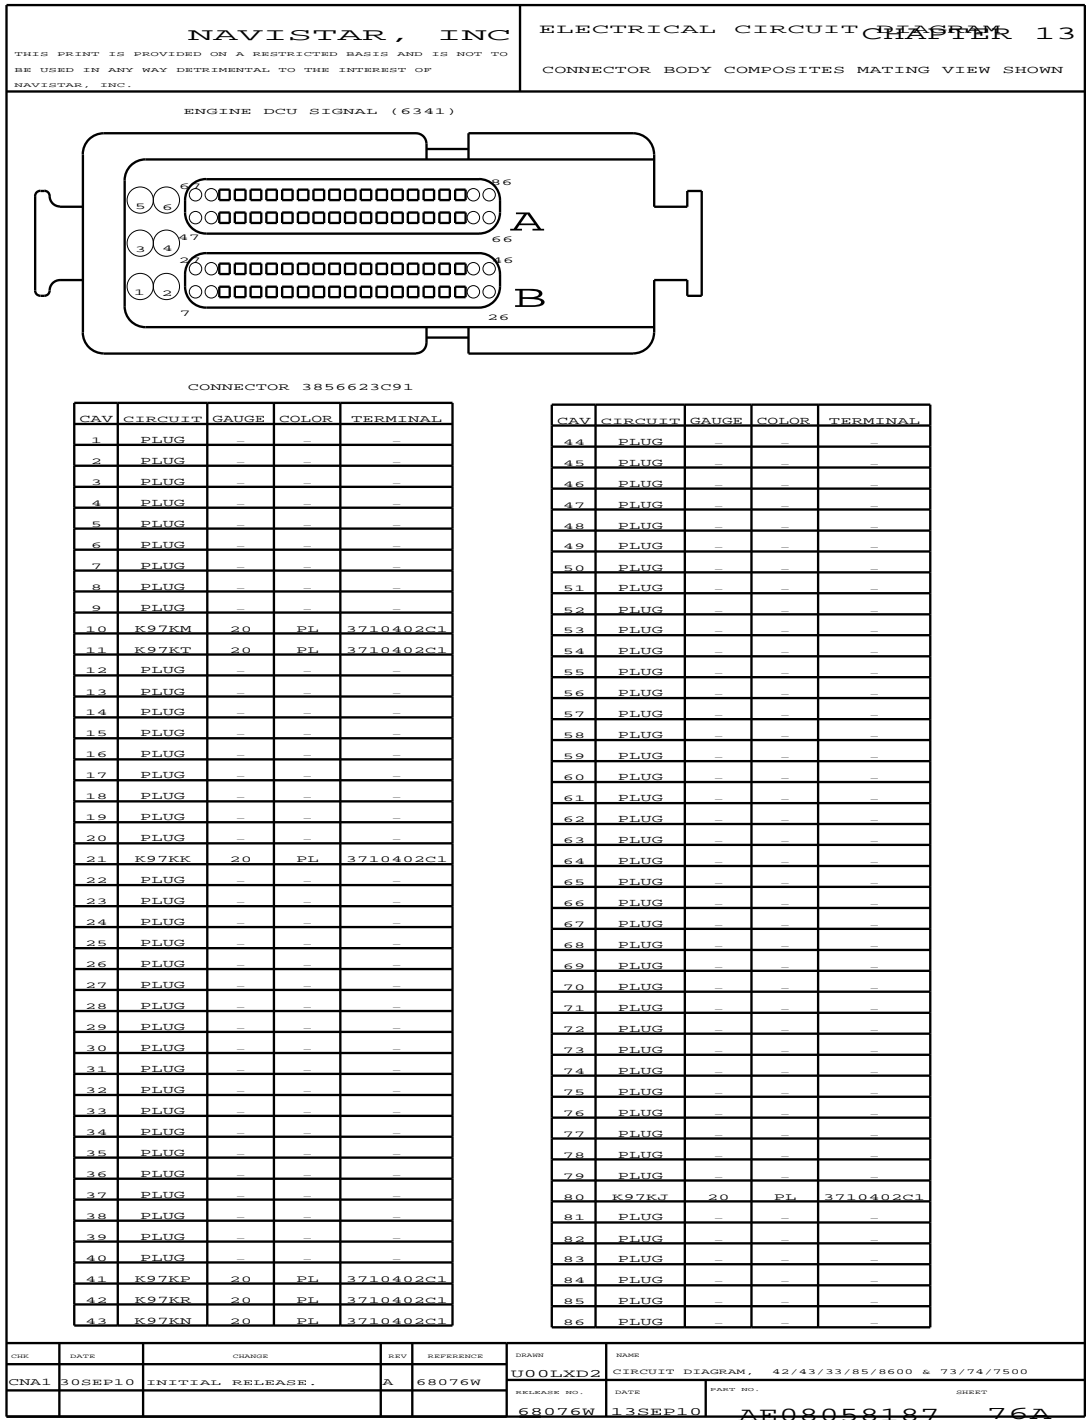 NAVISTAR, INC
THIS PRINT IS PROVIDED ON A RESTRICTED BASIS AND IS NOT TO
BE USED IN ANY WAY DETRIMENTAL TO THE INTEREST OF
NAVISTAR, INC.
ELECTRICAL CIRCUIT DIAGRAM
CHAPTER 13
CONNECTOR BODY COMPOSITES MATING VIEW SHOWN
ENGINE DCU SIGNAL (6341)
67 86
5 6
A
47 66
3 4
27 46
1 2
B
7 26
CONNECTOR 3856623C91
CAV CIRCUIT GAUGE COLOR TERMINAL
1 PLUG – – –
2 PLUG – – –
3 PLUG – – –
4 PLUG – – –
5 PLUG – – –
6 PLUG – – –
7 PLUG – – –
8 PLUG – – –
9 PLUG – – –
10 K97KM 20 PL 3710402C1
11 K97KT 20 PL 3710402C1
12 PLUG – – –
13 PLUG – – –
14 PLUG – – –
15 PLUG – – –
16 PLUG – – –
17 PLUG – – –
18 PLUG – – –
19 PLUG – – –
20 PLUG – – –
21 K97KK 20 PL 3710402C1
22 PLUG – – –
23 PLUG – – –
24 PLUG – – –
25 PLUG – – –
26 PLUG – – –
27 PLUG – – –
28 PLUG – – –
29 PLUG – – –
30 PLUG – – –
31 PLUG – – –
32 PLUG – – –
33 PLUG – – –
34 PLUG – – –
35 PLUG – – –
36 PLUG – – –
37 PLUG – – –
38 PLUG – – –
39 PLUG – – –
40 PLUG – – –
41 K97KP 20 PL 3710402C1
42 K97KR 20 PL 3710402C1
43 K97KN 20 PL 3710402C1
CAV CIRCUIT GAUGE COLOR TERMINAL
44 PLUG – – –
45 PLUG – – –
46 PLUG – – –
47 PLUG – – –
48 PLUG – – –
49 PLUG – – –
50 PLUG – – –
51 PLUG – – –
52 PLUG – – –
53 PLUG – – –
54 PLUG – – –
55 PLUG – – –
56 PLUG – – –
57 PLUG – – –
58 PLUG – – –
59 PLUG – – –
60 PLUG – – –
61 PLUG – – –
62 PLUG – – –
63 PLUG – – –
64 PLUG – – –
65 PLUG – – –
66 PLUG – – –
67 PLUG – – –
68 PLUG – – –
69 PLUG – – –
70 PLUG – – –
71 PLUG – – –
72 PLUG – – –
73 PLUG – – –
74 PLUG – – –
75 PLUG – – –
76 PLUG – – –
77 PLUG – – –
78 PLUG – – –
79 PLUG – – –
80 K97KJ 20 PL 3710402C1
81 PLUG – – –
82 PLUG – – –
83 PLUG – – –
84 PLUG – – –
85 PLUG – – –
86 PLUG – – –
CHK DATE CHANGE REV REFERENCE
CNA1 30SEP10 INITIAL RELEASE. A 68076W
DRAWN NAME
U00LXD2 CIRCUIT DIAGRAM, 42/43/33/85/8600 & 73/74/7500
RELEASE NO. DATE PART NO. SHEET
68076W 13SEP10 AE08058187 76A